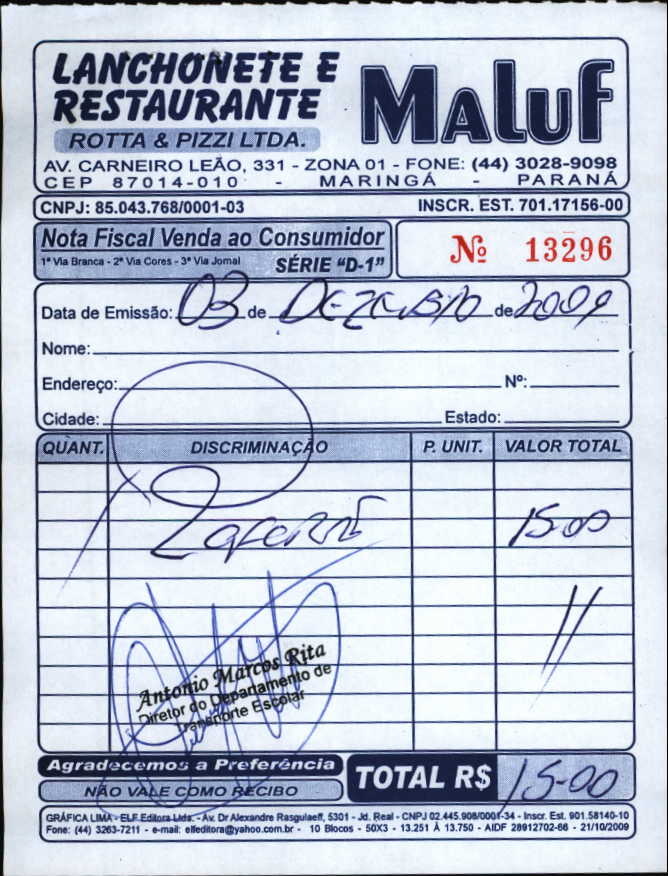 LANCHONETE E
RESTAURANTE
MALUF
ROTTA & PIZZI LTDA.
AV. CARNEIRO LEÃO, 331 - ZONA 01 - FONE: (44) 3028-9098
CEP 87014-010 - MARINGÁ - PARANÁ
CNPJ: 85.043.768/0001-03 INSCR. EST. 701.17156-00
Nota Fiscal Venda ao Consumidor
1ª Via Branca - 2ª Via Cores - 3ª Via Jornal SÉRIE "D-1"
Nº 13296
Data de Emissão: 03 de DEZEMBRO de 2009
Nome:
Endereço: Nº:
Cidade: Estado:
QUANT. DISCRIMINAÇÃO P. UNIT. VALOR TOTAL
15-00
Antonio Marcos Rita
Diretor do Departamento de
Transporte Escolar
Agradecemos a Preferência
NÃO VALE COMO RECIBO
TOTAL R$ 15-00
GRÁFICA LIMA - ELF Editora Ltda. - Av. Dr Alexandre Rasgulaeff, 5301 - Jd. Real - CNPJ 02.445.908/0001-34 - Inscr. Est. 901.58140-10
Fone: (44) 3263-7211 - e-mail: elfeditora@yahoo.com.br - 10 Blocos - 50X3 - 13.251 À 13.750 - AIDF 28912702-66 - 21/10/2009